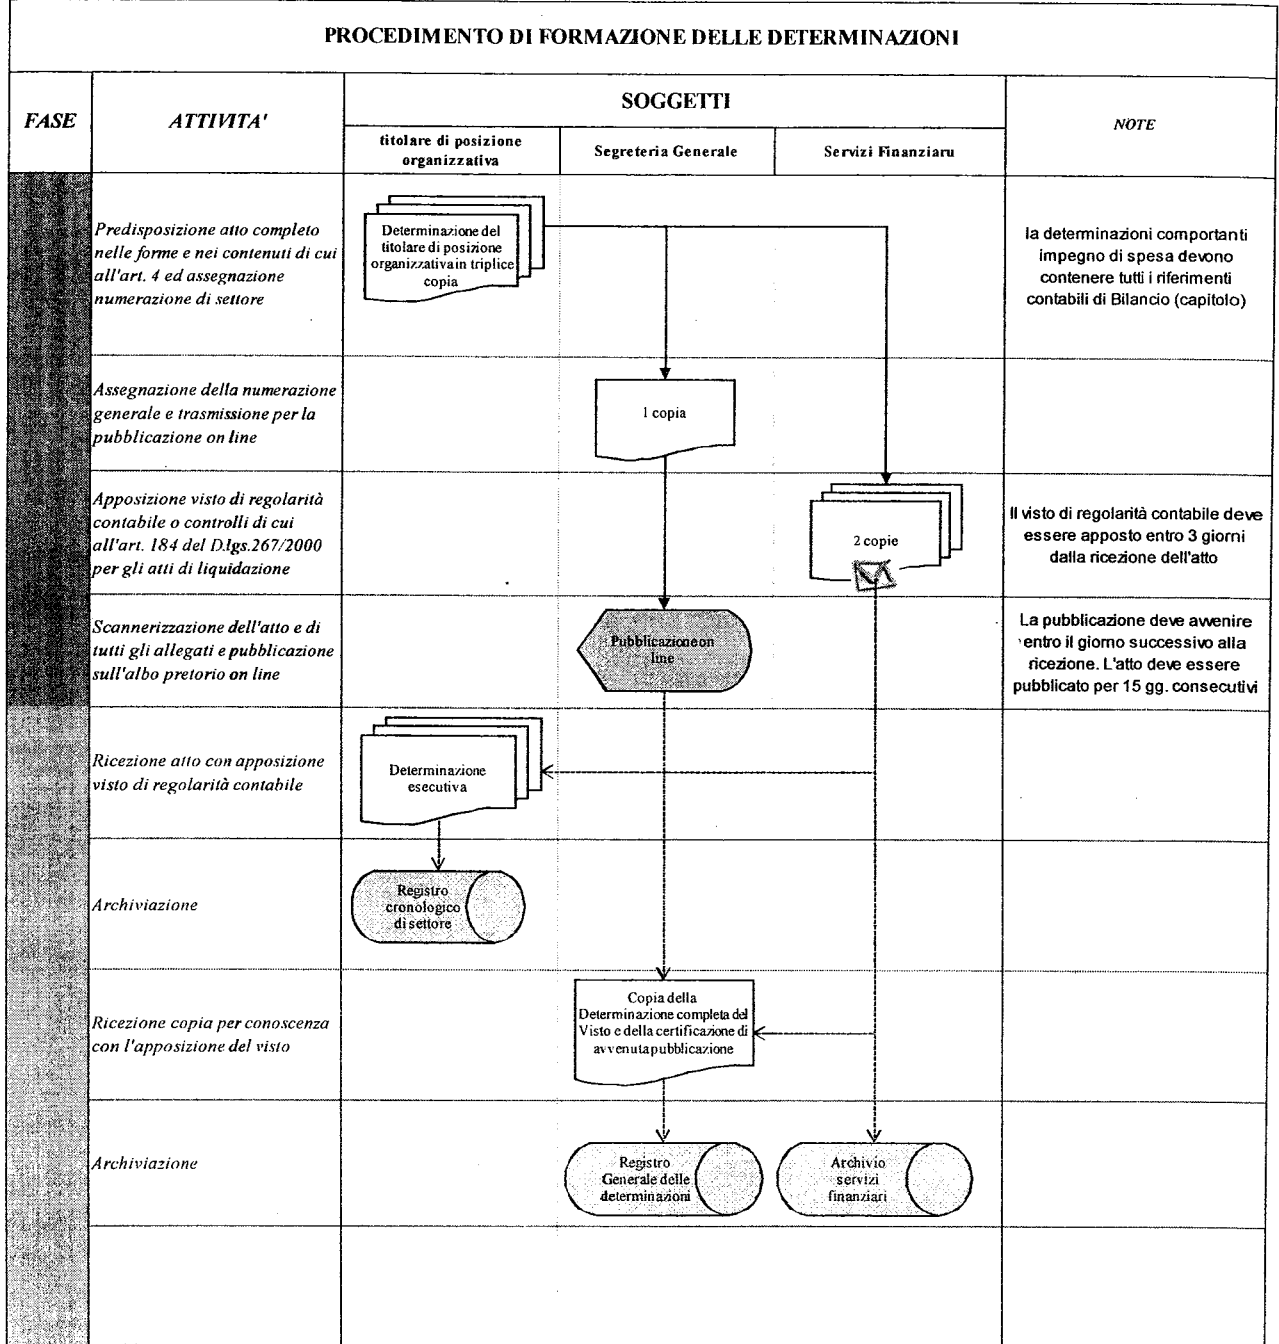 PROCEDIMENTO DI FORMAZIONE DELLE DETERMINAZIONI
FASE
ATTIVITA'
SOGGETTI
NOTE
titolare di posizione
organizzativa
Segreteria Generale
Servizi Finanziaru
Predisposizione atto completo
nelle forme e nei contenuti di cui
all'art. 4 ed assegnazione
numerazione di settore
Determinazione del
titolare di posizione
organizzativa in triplice
copia
la determinazioni comportanti
impegno di spesa devono
contenere tutti i riferimenti
contabili di Bilancio (capitolo)
Assegnazione della numerazione
generale e trasmissione per la
pubblicazione on line
1 copia
Apposizione visto di regolarità
contabile o controlli di cui
all'art. 184 del D.lgs.267/2000
per gli atti di liquidazione
2 copie
Il visto di regolarità contabile deve
essere apposto entro 3 giorni
dalla ricezione dell'atto
Scannerizzazione dell'atto e di
tutti gli allegati e pubblicazione
sull'albo pretorio on line
Pubblicazione on
line
La pubblicazione deve avvenire
entro il giorno successivo alla
ricezione. L'atto deve essere
pubblicato per 15 gg. consecutivi
Ricezione atto con apposizione
visto di regolarità contabile
Determinazione
esecutiva
Archiviazione
Registro
cronologico
di settore
Ricezione copia per conoscenza
con l'apposizione del visto
Copia della
Determinazione completa del
Visto e della certificazione di
avvenuta pubblicazione
Archiviazione
Registro
Generale delle
determinazioni
Archivio
servizi
finanziari